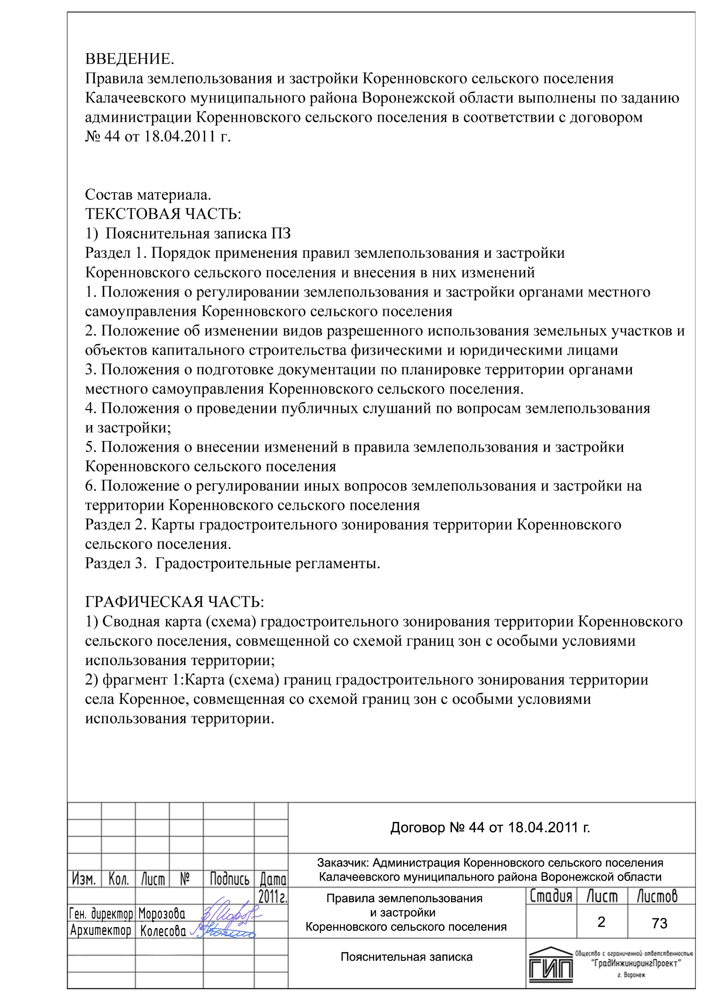 ВВЕДЕНИЕ.
Правила землепользования и застройки Коренновского сельского поселения
Калачеевского муниципального района Воронежской области выполнены по заданию
администрации Коренновского сельского поселения в соответствии с договором
№ 44 от 18.04.2011 г.
Состав материала.
ТЕКСТОВАЯ ЧАСТЬ:
1) Пояснительная записка ПЗ
Раздел 1. Порядок применения правил землепользования и застройки
Коренновского сельского поселения и внесения в них изменений
1. Положения о регулировании землепользования и застройки органами местного
самоуправления Коренновского сельского поселения
2. Положение об изменении видов разрешенного использования земельных участков и
объектов капитального строительства физическими и юридическими лицами
3. Положения о подготовке документации по планировке территории органами
местного самоуправления Коренновского сельского поселения.
4. Положения о проведении публичных слушаний по вопросам землепользования
и застройки;
5. Положения о внесении изменений в правила землепользования и застройки
Коренновского сельского поселения
6. Положение о регулировании иных вопросов землепользования и застройки на
территории Коренновского сельского поселения
Раздел 2. Карты градостроительного зонирования территории Коренновского
сельского поселения.
Раздел 3. Градостроительные регламенты.
ГРАФИЧЕСКАЯ ЧАСТЬ:
1) Сводная карта (схема) градостроительного зонирования территории Коренновского
сельского поселения, совмещенной со схемой границ зон с особыми условиями
использования территории;
2) фрагмент 1:Карта (схема) границ градостроительного зонирования территории
села Коренное, совмещенная со схемой границ зон с особыми условиями
использования территории.
Договор № 44 от 18.04.2011 г.
Заказчик: Администрация Коренновского сельского поселения
Калачеевского муниципального района Воронежской области
Изм. Кол. Лист № Подпись Дата
2011г.
Ген. директор Морозова
Архитектор Колесова
Правила землепользования
и застройки
Коренновского сельского поселения
Стадия Лист Листов
2 73
Пояснительная записка
ГИП
Общество с ограниченной ответственностью
"ГрадИнжинирингПроект"
г. Воронеж